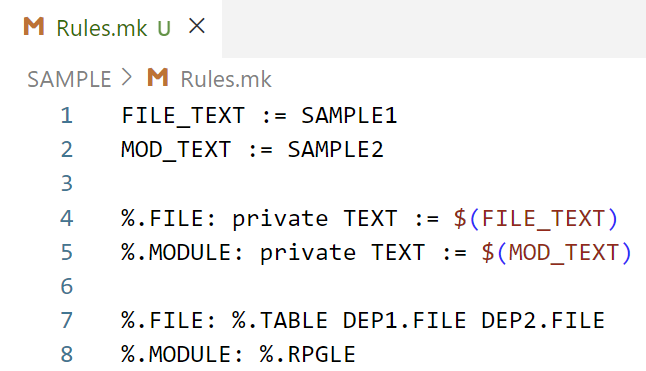 M Rules.mk U ×
SAMPLE > M Rules.mk
1 FILE_TEXT := SAMPLE1
2 MOD_TEXT := SAMPLE2
3
4 %.FILE: private TEXT := $(FILE_TEXT)
5 %.MODULE: private TEXT := $(MOD_TEXT)
6
7 %.FILE: %.TABLE DEP1.FILE DEP2.FILE
8 %.MODULE: %.RPGLE